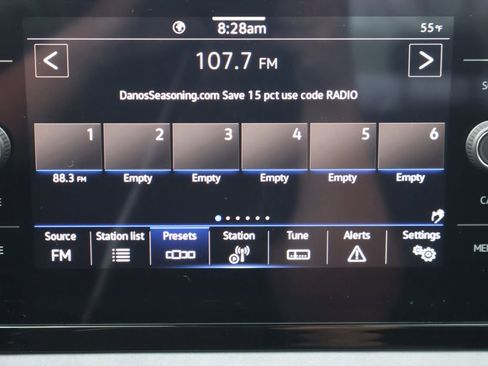 8:28am
55°F
107.7 FM
DanosSeasoning.com Save 15 pct use code RADIO
1 2 3 4 5 6
88.3 FM Empty Empty Empty Empty Empty
Source Station list Presets Station Tune Alerts Settings
FM